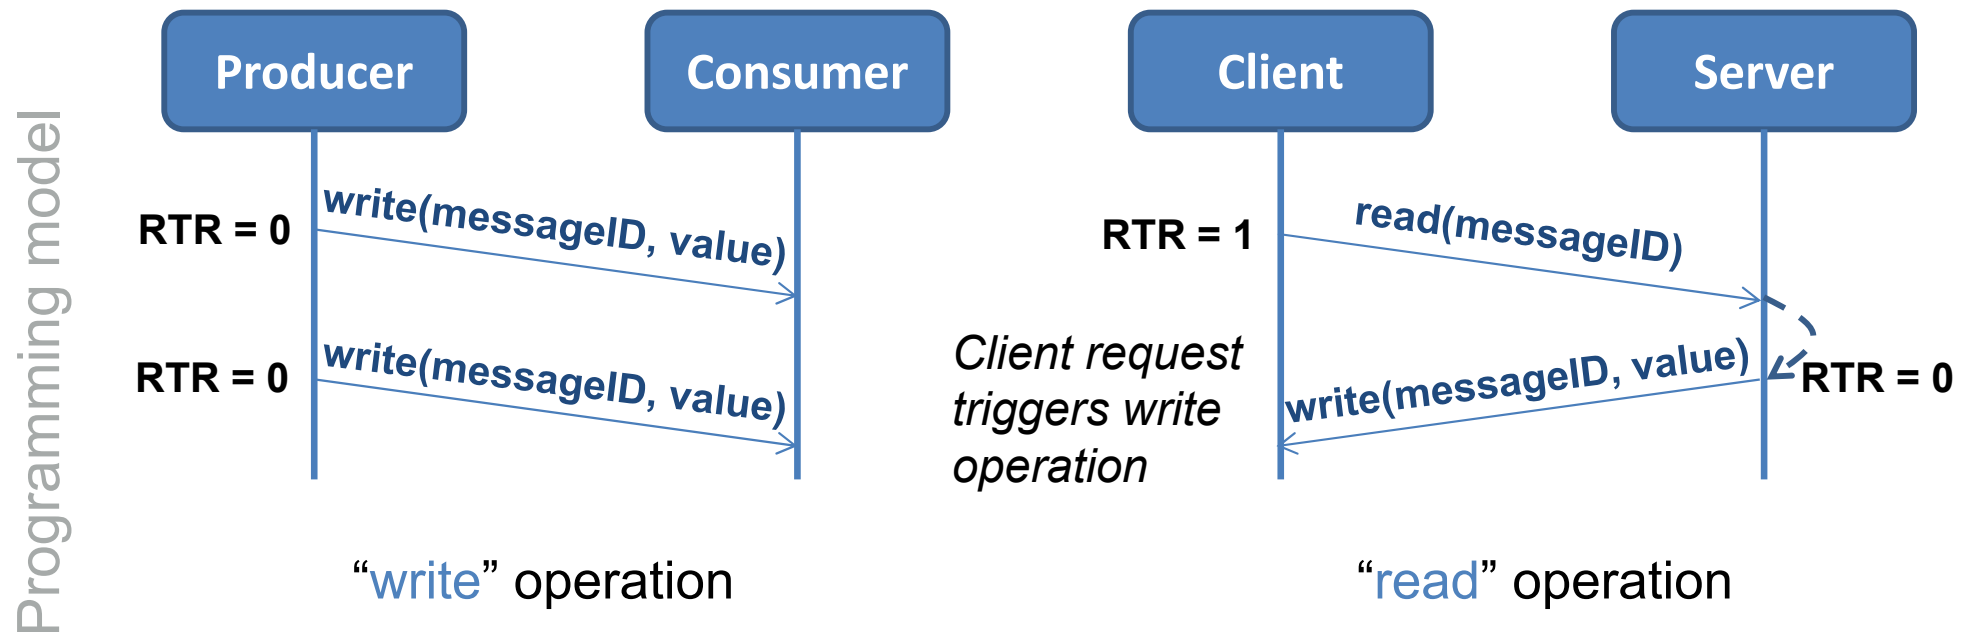 Programming model
Producer
Consumer
RTR = 0
write(messageID, value)
RTR = 0
write(messageID, value)
“write” operation
Client
Server
RTR = 1
read(messageID)
Client request
triggers write
operation
write(messageID, value)
RTR = 0
“read” operation